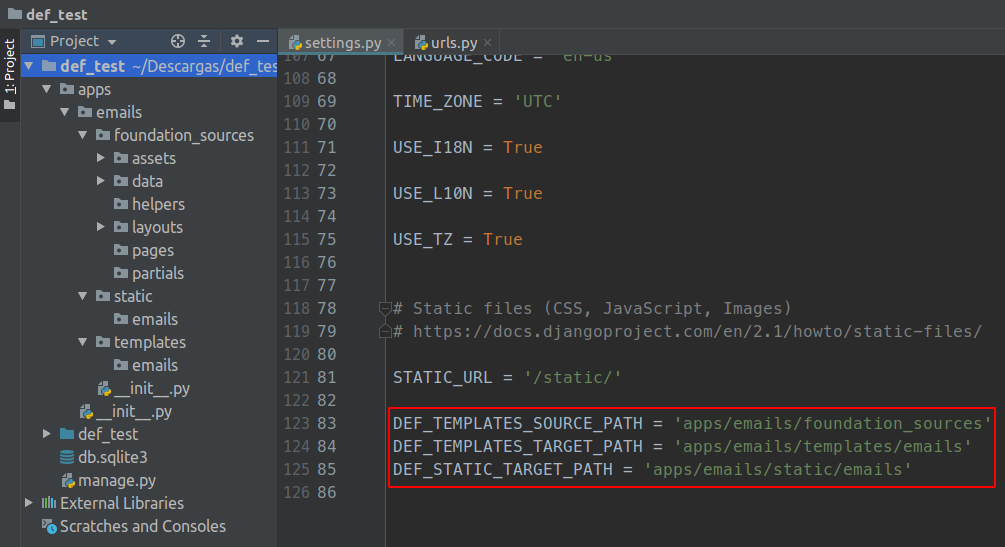 def_test
1: Project
Project
def_test ~/Descargas/def_tes
apps
emails
foundation_sources
assets
data
helpers
layouts
pages
partials
static
emails
templates
emails
__init__.py
__init__.py
def_test
db.sqlite3
manage.py
External Libraries
Scratches and Consoles
settings.py
urls.py
107 67 LANGUAGE_CODE = 'en-us'
108 68
109 69 TIME_ZONE = 'UTC'
110 70
111 71 USE_I18N = True
112 72
113 73 USE_L10N = True
114 74
115 75 USE_TZ = True
116 76
117 77
118 78 # Static files (CSS, JavaScript, Images)
119 79 # https://docs.djangoproject.com/en/2.1/howto/static-files/
120 80
121 81 STATIC_URL = '/static/'
122 82
123 83 DEF_TEMPLATES_SOURCE_PATH = 'apps/emails/foundation_sources'
124 84 DEF_TEMPLATES_TARGET_PATH = 'apps/emails/templates/emails'
125 85 DEF_STATIC_TARGET_PATH = 'apps/emails/static/emails'
126 86